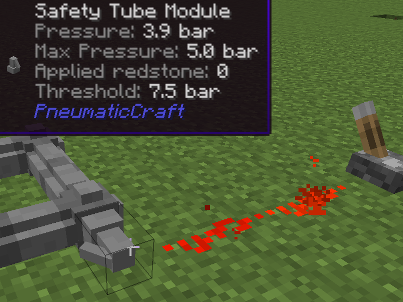 Safety Tube Module
Pressure: 3.9 bar
Max Pressure: 5.0 bar
Applied redstone: 0
Threshold: 7.5 bar
PneumaticCraft